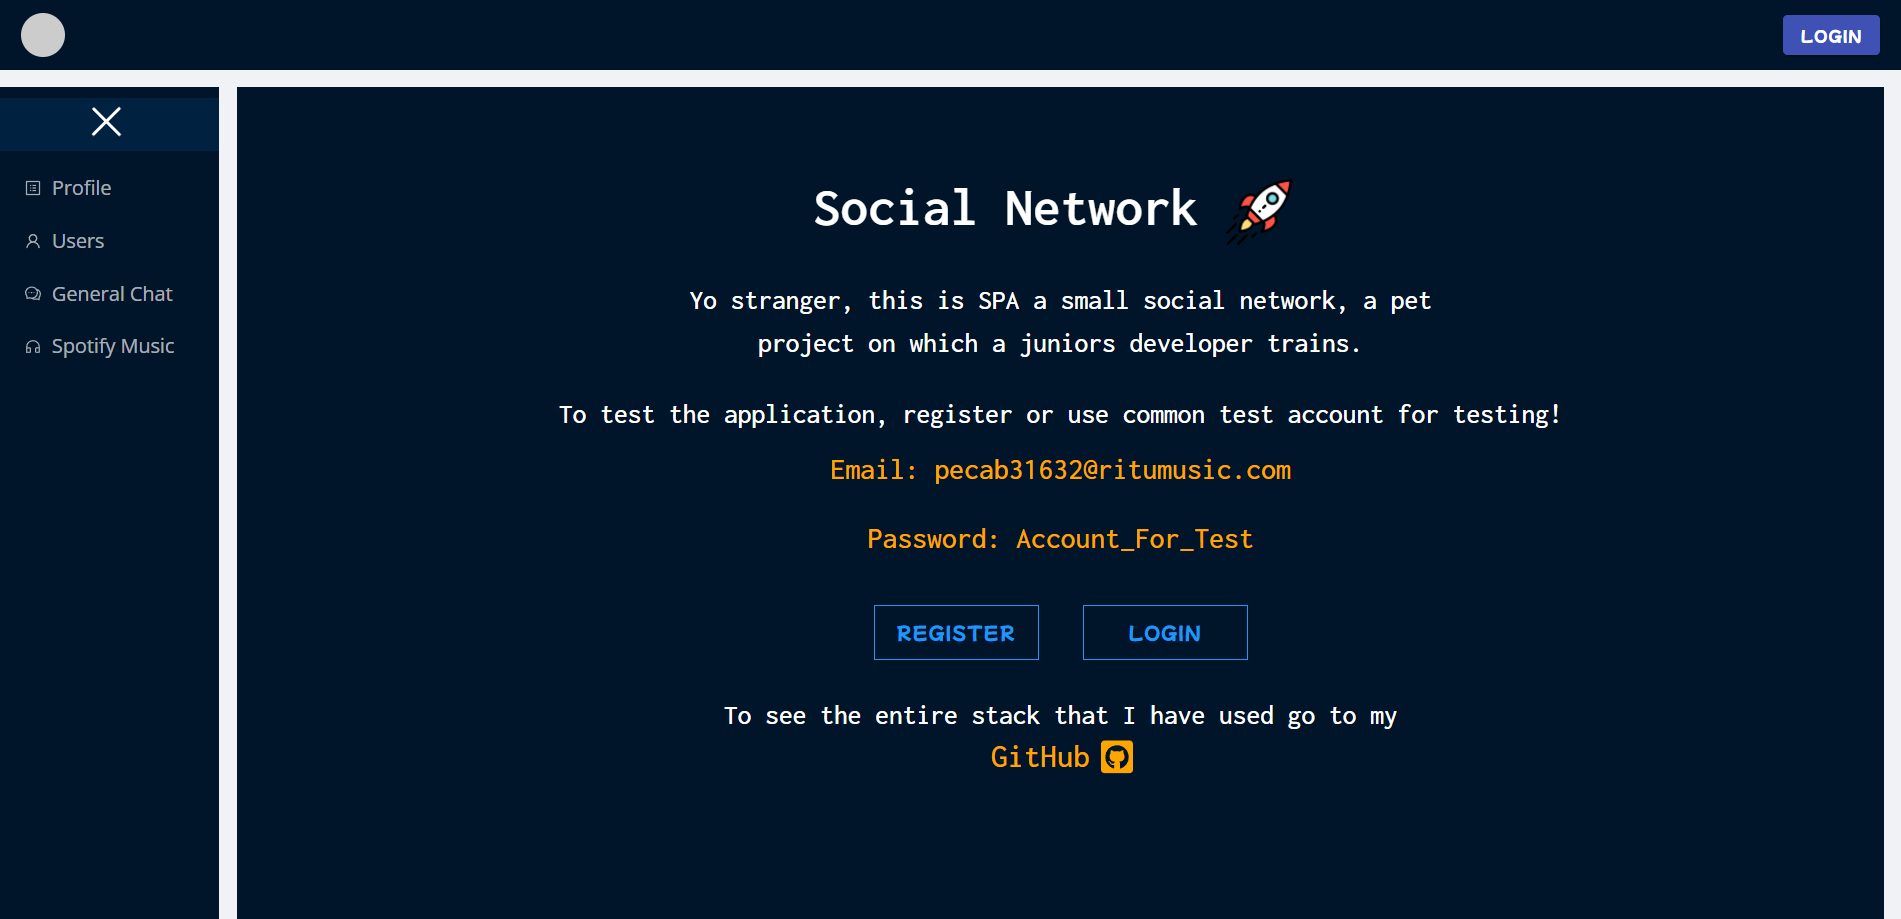 LOGIN
Profile
Users
General Chat
Spotify Music
Social Network
Yo stranger, this is SPA a small social network, a pet
project on which a juniors developer trains.
To test the application, register or use common test account for testing!
Email: pecab31632@ritumusic.com
Password: Account_For_Test
REGISTER
LOGIN
To see the entire stack that I have used go to my
GitHub